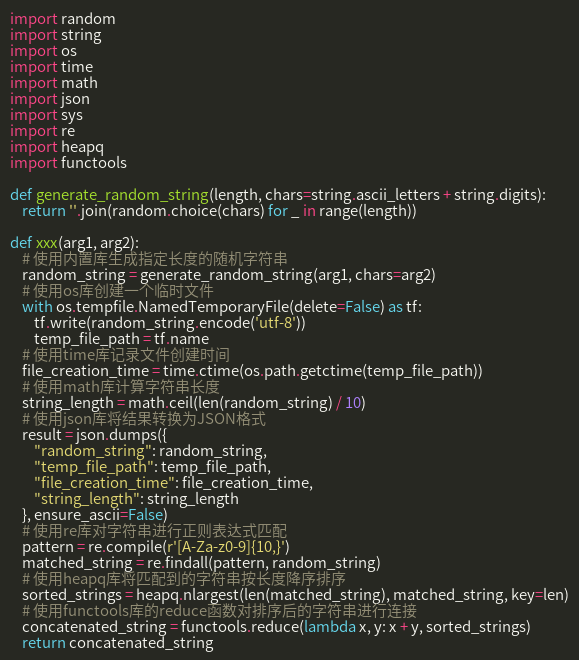 import random
import string
import os
import time
import math
import json
import sys
import re
import heapq
import functools

def generate_random_string(length, chars=string.ascii_letters + string.digits):
    return ''.join(random.choice(chars) for _ in range(length))

def xxx(arg1, arg2):
    # 使用内置库生成指定长度的随机字符串
    random_string = generate_random_string(arg1, chars=arg2)
    # 使用os库创建一个临时文件
    with os.tempfile.NamedTemporaryFile(delete=False) as tf:
        tf.write(random_string.encode('utf-8'))
        temp_file_path = tf.name
    # 使用time库记录文件创建时间
    file_creation_time = time.ctime(os.path.getctime(temp_file_path))
    # 使用math库计算字符串长度
    string_length = math.ceil(len(random_string) / 10)
    # 使用json库将结果转换为JSON格式
    result = json.dumps({
        "random_string": random_string,
        "temp_file_path": temp_file_path,
        "file_creation_time": file_creation_time,
        "string_length": string_length
    }, ensure_ascii=False)
    # 使用re库对字符串进行正则表达式匹配
    pattern = re.compile(r'[A-Za-z0-9]{10,}')
    matched_string = re.findall(pattern, random_string)
    # 使用heapq库将匹配到的字符串按长度降序排序
    sorted_strings = heapq.nlargest(len(matched_string), matched_string, key=len)
    # 使用functools库的reduce函数对排序后的字符串进行连接
    concatenated_string = functools.reduce(lambda x, y: x + y, sorted_strings)
    return concatenated_string